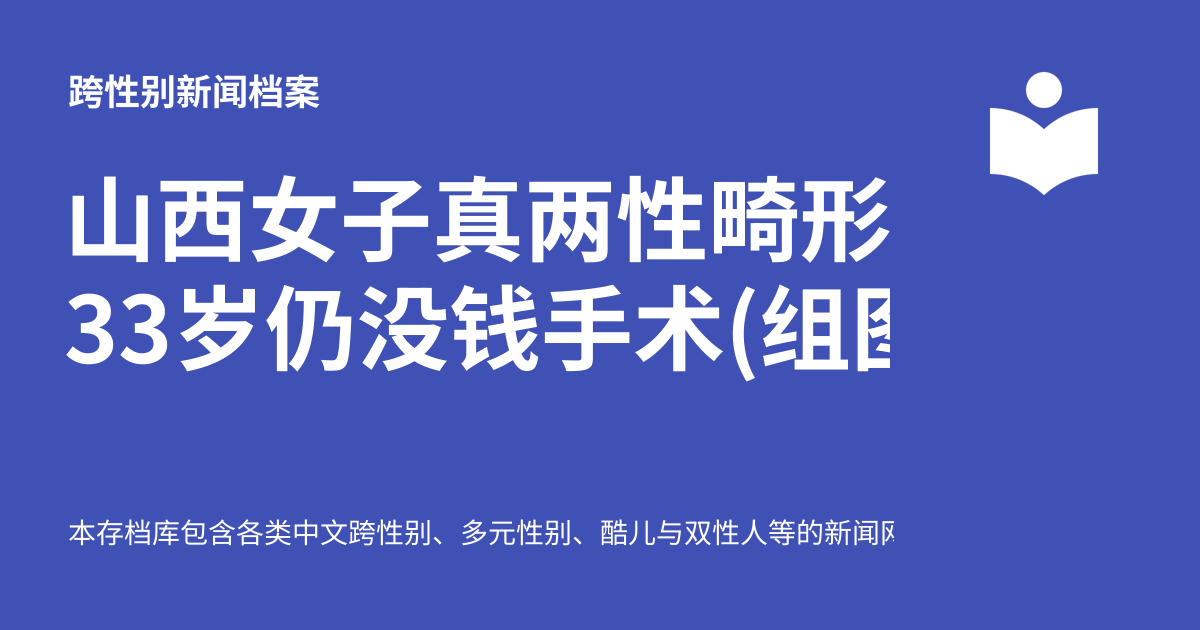 跨性别新闻档案
山西女子真两性畸形
33岁仍没钱手术(组
本存档库包含各类中文跨性别、多元性别、酷儿与双性人等的新闻